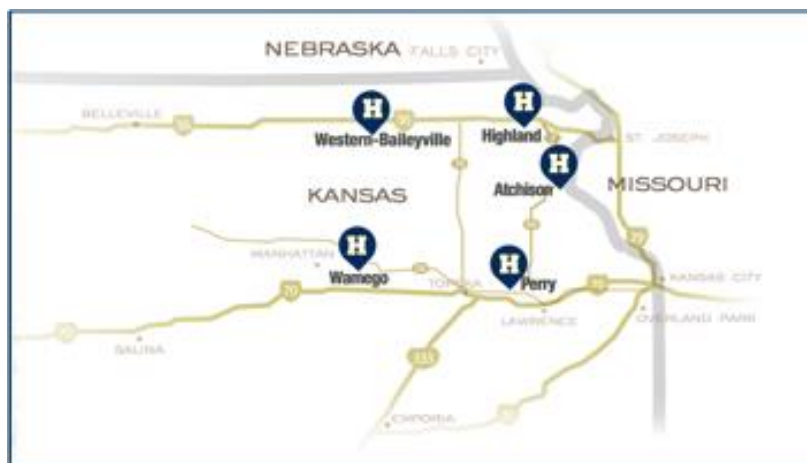 NEBRASKA
FALLS CITY
H
H
BELLEVILLE
Western-Baileyville
Highland
ST. JOSEPH
H
Atchison
KANSAS
MISSOURI
H
H
MANHATTAN
Wamego
Perry
KANSAS CITY
TOPEKA
70
LAWRENCE
OVERLAND PARK
SALINA
EMPORIA